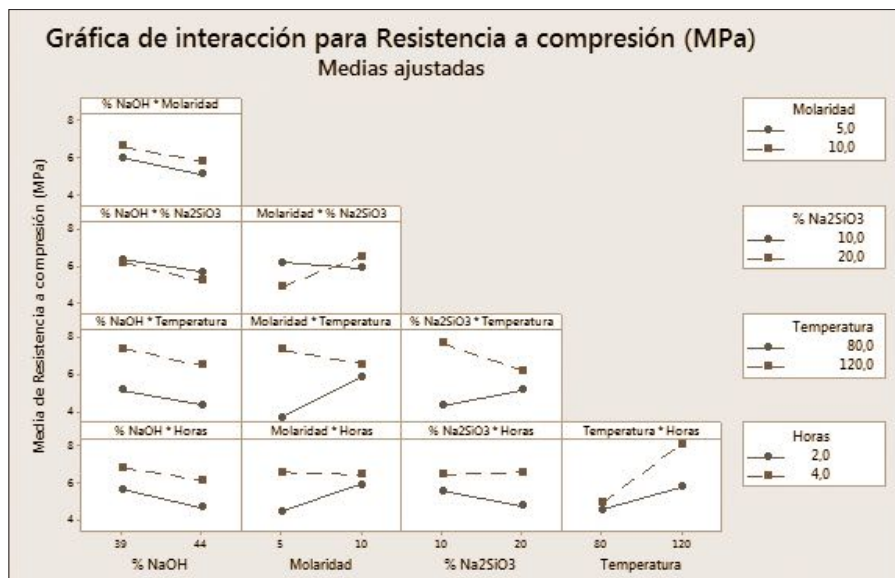 Gráfica de interacción para Resistencia a compresión (MPa)
Medias ajustadas
Media de Resistencia a compresión (MPa)
% NaOH * Molaridad
8
6
4
% NaOH * % Na2SiO3
Molaridad * % Na2SiO3
8
6
4
% NaOH * Temperatura
Molaridad * Temperatura
% Na2SiO3 * Temperatura
8
6
4
% NaOH * Horas
Molaridad * Horas
% Na2SiO3 * Horas
Temperatura * Horas
8
6
4
39 44
5 10
10 20
80 120
% NaOH
Molaridad
% Na2SiO3
Temperatura
Molaridad
5,0
10,0
% Na2SiO3
10,0
20,0
Temperatura
80,0
120,0
Horas
2,0
4,0